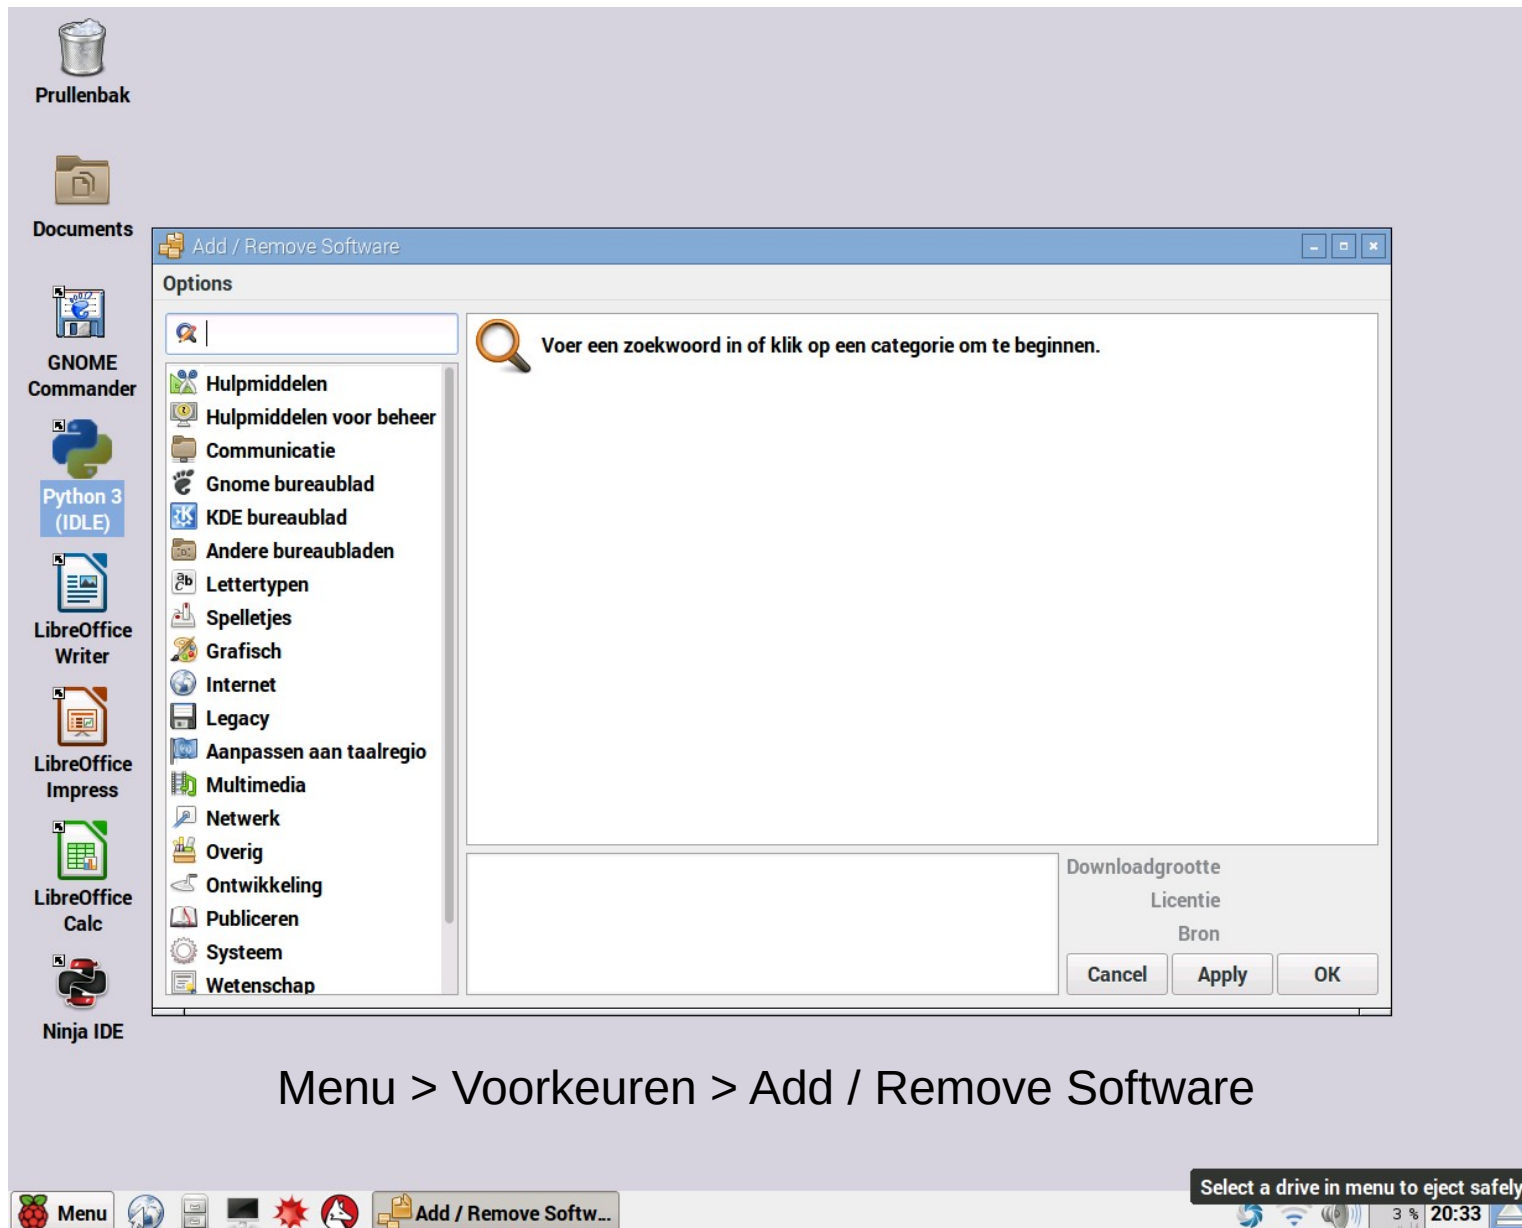 Prullenbak
Documents
GNOME
Commander
Python 3
(IDLE)
LibreOffice
Writer
LibreOffice
Impress
LibreOffice
Calc
Ninja IDE
Add / Remove Software
Options
Voer een zoekwoord in of klik op een categorie om te beginnen.
Hulpmiddelen
Hulpmiddelen voor beheer
Communicatie
Gnome bureaublad
KDE bureaublad
Andere bureaubladen
Lettertypen
Spelletjes
Grafisch
Internet
Legacy
Aanpassen aan taalregio
Multimedia
Netwerk
Overig
Ontwikkeling
Publiceren
Systeem
Wetenschap
Downloadgrootte
Licentie
Bron
Cancel
Apply
OK
Menu > Voorkeuren > Add / Remove Software
Select a drive in menu to eject safely
Menu
Add / Remove Softw...
3 %
20:33